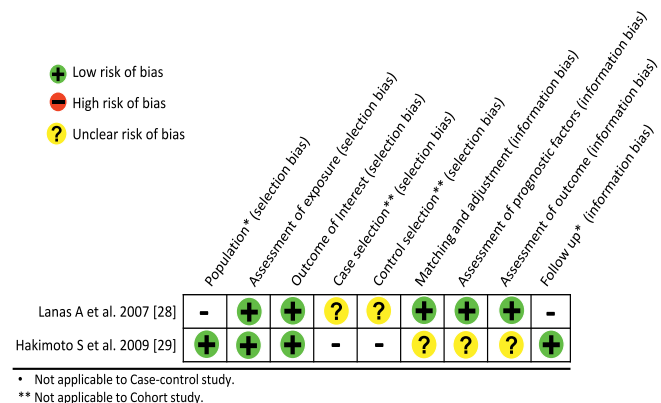 Low risk of bias
High risk of bias
Unclear risk of bias
Population* (selection bias)
Assessment of exposure (selection bias)
Outcome of Interest (selection bias)
Case selection** (selection bias)
Control selection** (selection bias)
Matching and adjustment (information bias)
Assessment of prognostic factors (information bias)
Assessment of outcome (information bias)
Follow up* (information bias)
Lanas A et al. 2007 [28] - + + ? ? + + + -
Hakimoto S et al. 2009 [29] + + + - - ? ? ? +
• Not applicable to Case-control study.
** Not applicable to Cohort study.